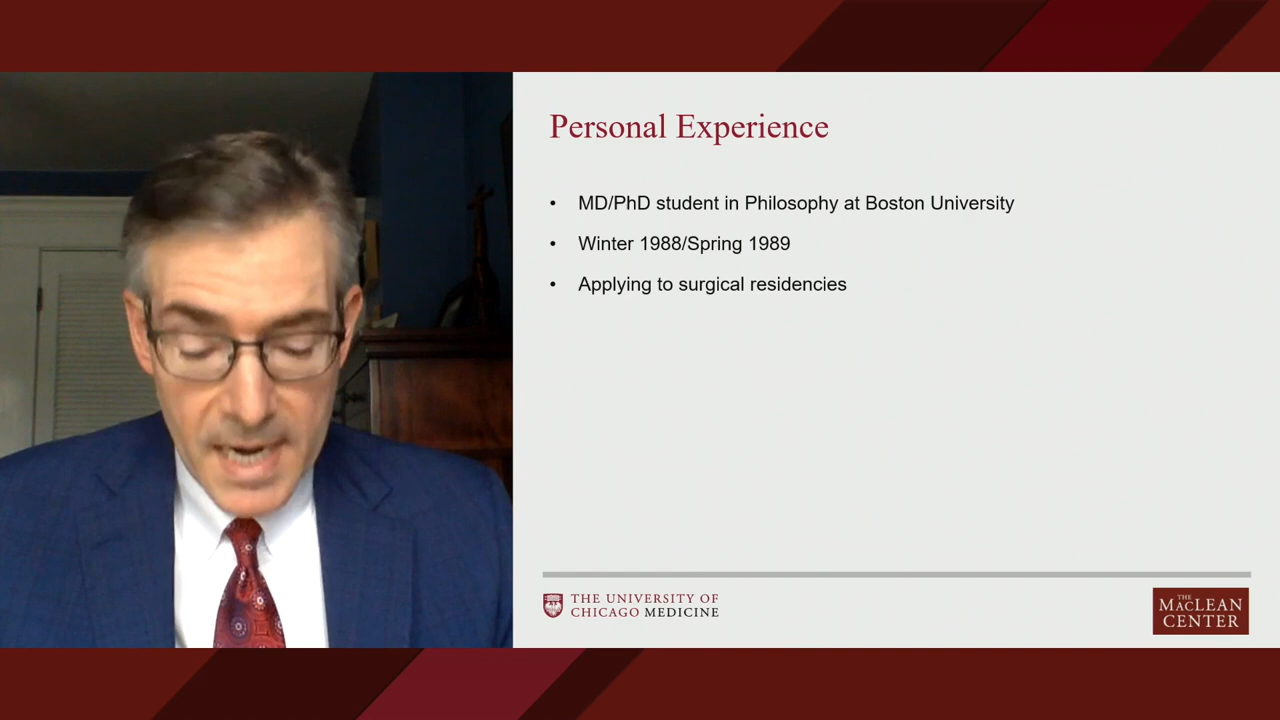 Personal Experience
• MD/PhD student in Philosophy at Boston University
• Winter 1988/Spring 1989
• Applying to surgical residencies
THE UNIVERSITY OF
CHICAGO MEDICINE
THE
MACLEAN
CENTER